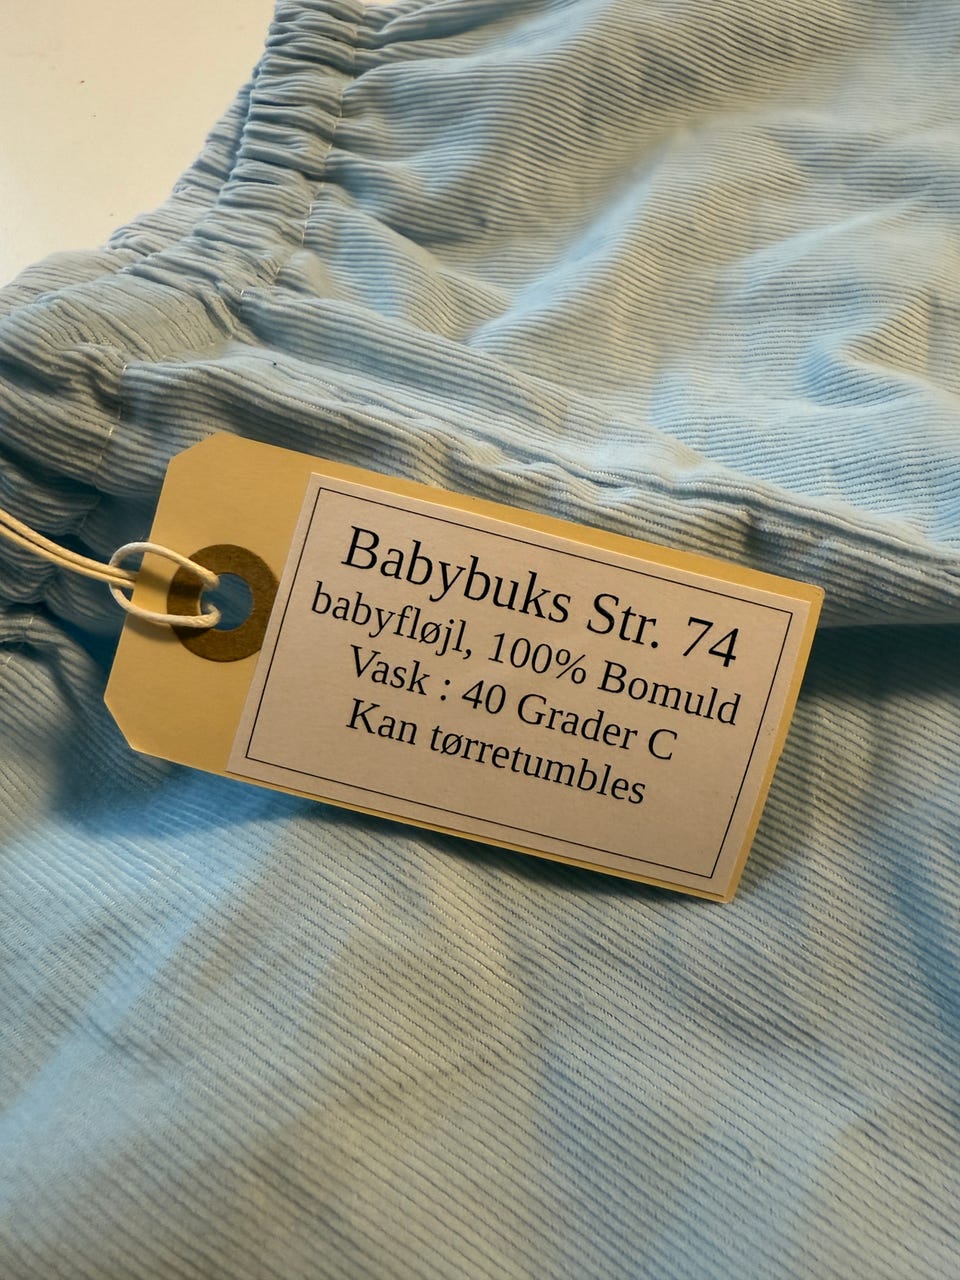 Babybuks Str. 74
babyfløjl, 100% Bomuld
Vask : 40 Grader C
Kan tørretumbles